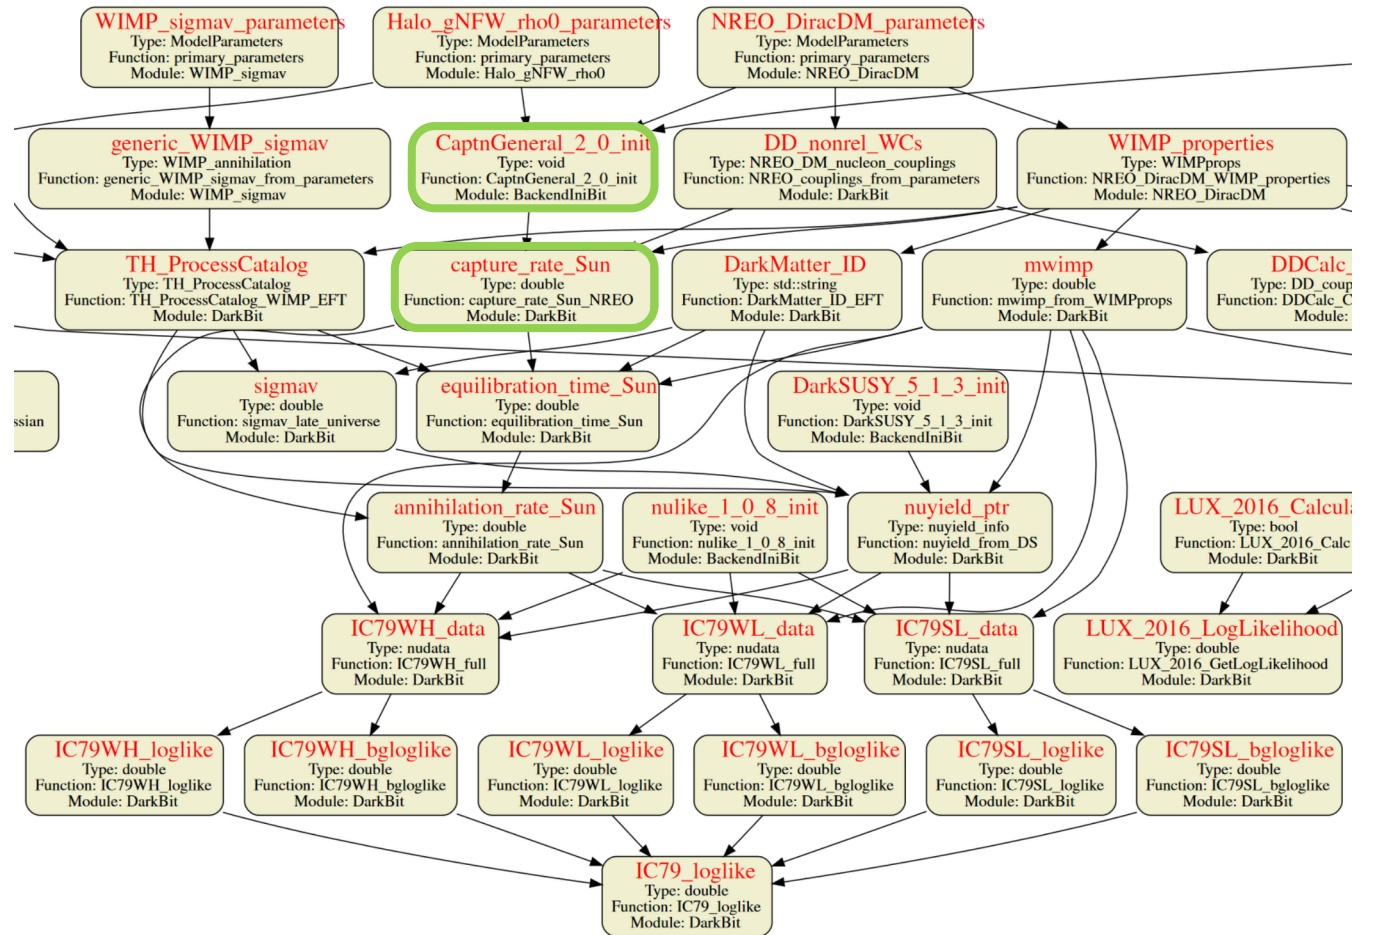 WIMP_sigmav_parameters
Type: ModelParameters
Function: primary_parameters
Module: WIMP_sigmav
Halo_gNFW_rho0_parameters
Type: ModelParameters
Function: primary_parameters
Module: Halo_gNFW_rho0
NREO_DiracDM_parameters
Type: ModelParameters
Function: primary_parameters
Module: NREO_DiracDM
generic_WIMP_sigmav
Type: WIMP_annihilation
Function: generic_WIMP_sigmav_from_parameters
Module: WIMP_sigmav
CaptnGeneral_2_0_init
Type: void
Function: CaptnGeneral_2_0_init
Module: BackendIniBit
DD_nonrel_WCs
Type: NREO_DM_nucleon_couplings
Function: NREO_couplings_from_parameters
Module: DarkBit
WIMP_properties
Type: WIMPprops
Function: NREO_DiracDM_WIMP_properties
Module: NREO_DiracDM
TH_ProcessCatalog
Type: TH_ProcessCatalog
Function: TH_ProcessCatalog_WIMP_EFT
Module: DarkBit
capture_rate_Sun
Type: double
Function: capture_rate_Sun_NREO
Module: DarkBit
DarkMatter_ID
Type: std::string
Function: DarkMatter_ID_EFT
Module: DarkBit
mwimp
Type: double
Function: mwimp_from_WIMPprops
Module: DarkBit
DDCalc_
Type: DD_coup
Function: DDCalc_C
Module:
ssian
sigmav
Type: double
Function: sigmav_late_universe
Module: DarkBit
equilibration_time_Sun
Type: double
Function: equilibration_time_Sun
Module: DarkBit
DarkSUSY_5_1_3_init
Type: void
Function: DarkSUSY_5_1_3_init
Module: BackendIniBit
annihilation_rate_Sun
Type: double
Function: annihilation_rate_Sun
Module: DarkBit
nulike_1_0_8_init
Type: void
Function: nulike_1_0_8_init
Module: BackendIniBit
nuyield_ptr
Type: nuyield_info
Function: nuyield_from_DS
Module: DarkBit
LUX_2016_Calcula
Type: bool
Function: LUX_2016_Calc
Module: DarkBit
IC79WH_data
Type: nudata
Function: IC79WH_full
Module: DarkBit
IC79WL_data
Type: nudata
Function: IC79WL_full
Module: DarkBit
IC79SL_data
Type: nudata
Function: IC79SL_full
Module: DarkBit
LUX_2016_LogLikelihood
Type: double
Function: LUX_2016_GetLogLikelihood
Module: DarkBit
IC79WH_loglike
Type: double
Function: IC79WH_loglike
Module: DarkBit
IC79WH_bgloglike
Type: double
Function: IC79WH_bgloglike
Module: DarkBit
IC79WL_loglike
Type: double
Function: IC79WL_loglike
Module: DarkBit
IC79WL_bgloglike
Type: double
Function: IC79WL_bgloglike
Module: DarkBit
IC79SL_loglike
Type: double
Function: IC79SL_loglike
Module: DarkBit
IC79SL_bgloglike
Type: double
Function: IC79SL_bgloglike
Module: DarkBit
IC79_loglike
Type: double
Function: IC79_loglike
Module: DarkBit